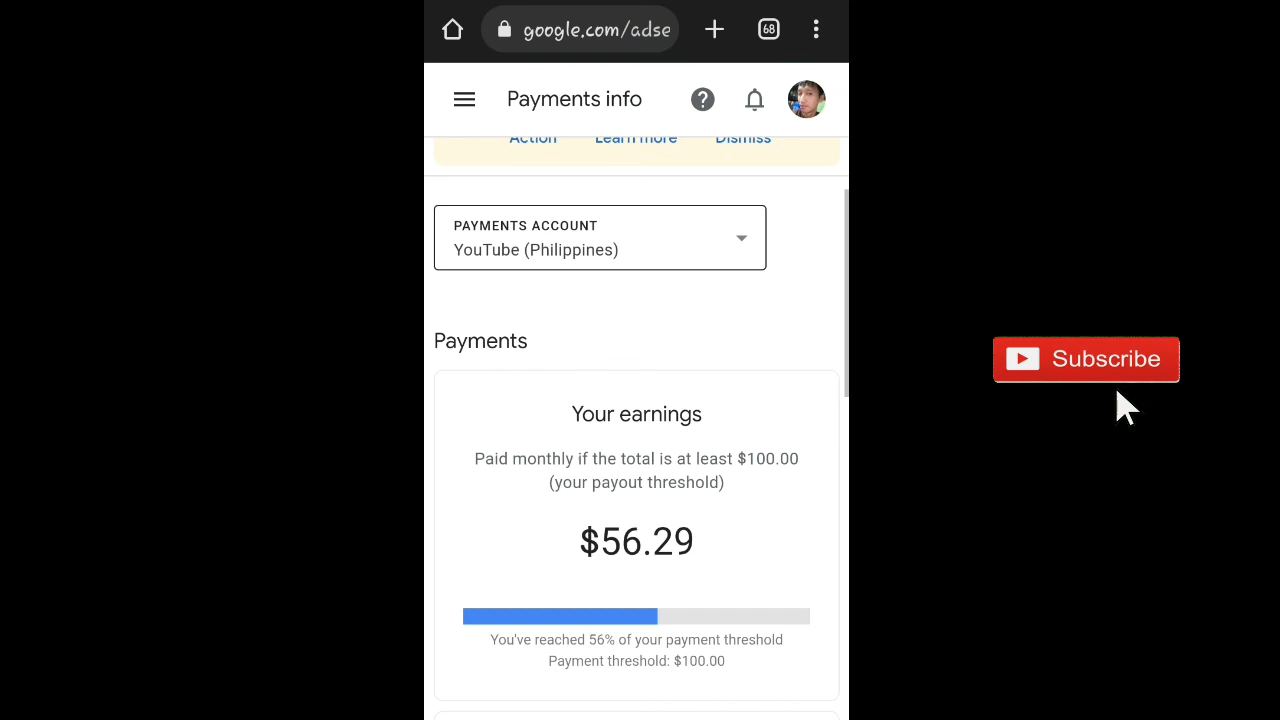 google.com/adse
68
Payments info
Action Learn more Dismiss
PAYMENTS ACCOUNT
YouTube (Philippines)
Payments
Your earnings
Paid monthly if the total is at least $100.00
(your payout threshold)
$56.29
You've reached 56% of your payment threshold
Payment threshold: $100.00
Subscribe